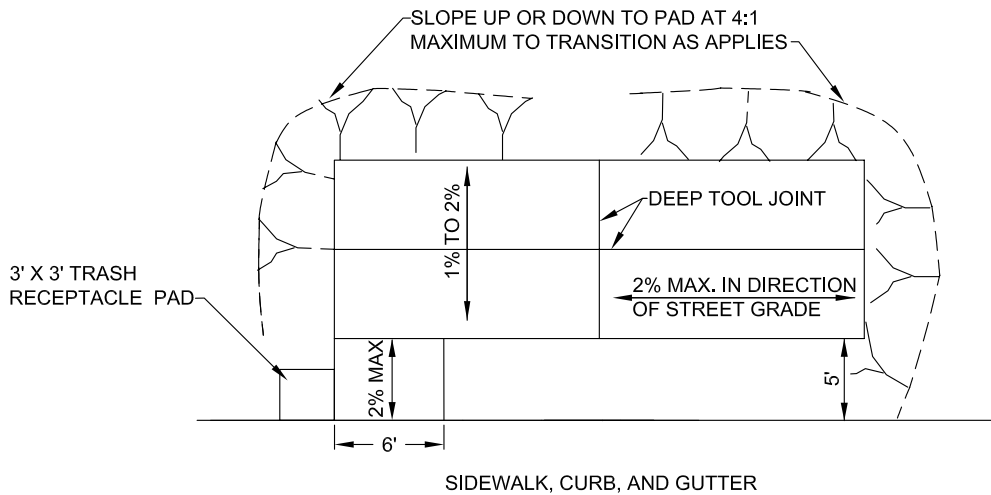 SLOPE UP OR DOWN TO PAD AT 4:1
MAXIMUM TO TRANSITION AS APPLIES
1% TO 2%
DEEP TOOL JOINT
3' X 3' TRASH
RECEPTACLE PAD
2% MAX. IN DIRECTION
OF STREET GRADE
2% MAX
5'
6'
SIDEWALK, CURB, AND GUTTER